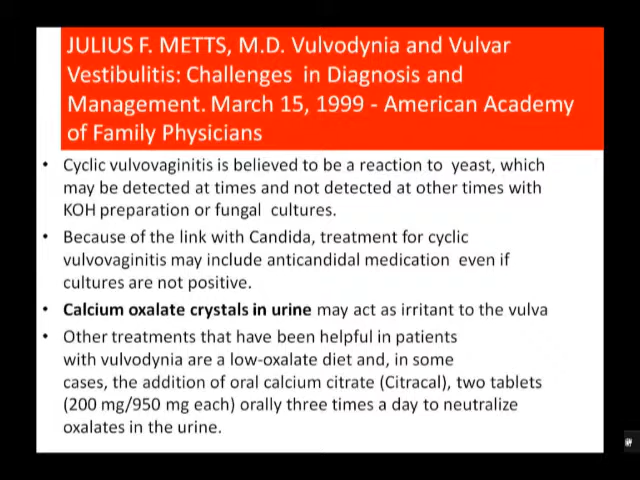 JULIUS F. METTS, M.D. Vulvodynia and Vulvar
Vestibulitis: Challenges in Diagnosis and
Management. March 15, 1999 - American Academy
of Family Physicians
• Cyclic vulvovaginitis is believed to be a reaction to yeast, which
may be detected at times and not detected at other times with
KOH preparation or fungal cultures.
• Because of the link with Candida, treatment for cyclic
vulvovaginitis may include anticandidal medication even if
cultures are not positive.
• Calcium oxalate crystals in urine may act as irritant to the vulva
• Other treatments that have been helpful in patients
with vulvodynia are a low-oxalate diet and, in some
cases, the addition of oral calcium citrate (Citracal), two tablets
(200 mg/950 mg each) orally three times a day to neutralize
oxalates in the urine.